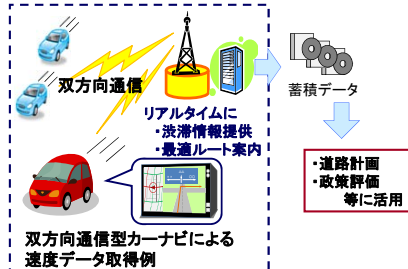 双方向通信
リアルタイムに
・渋滞情報提供
・最適ルート案内
双方向通信型カーナビによる
速度データ取得例
蓄積データ
・道路計画
・政策評価
等に活用